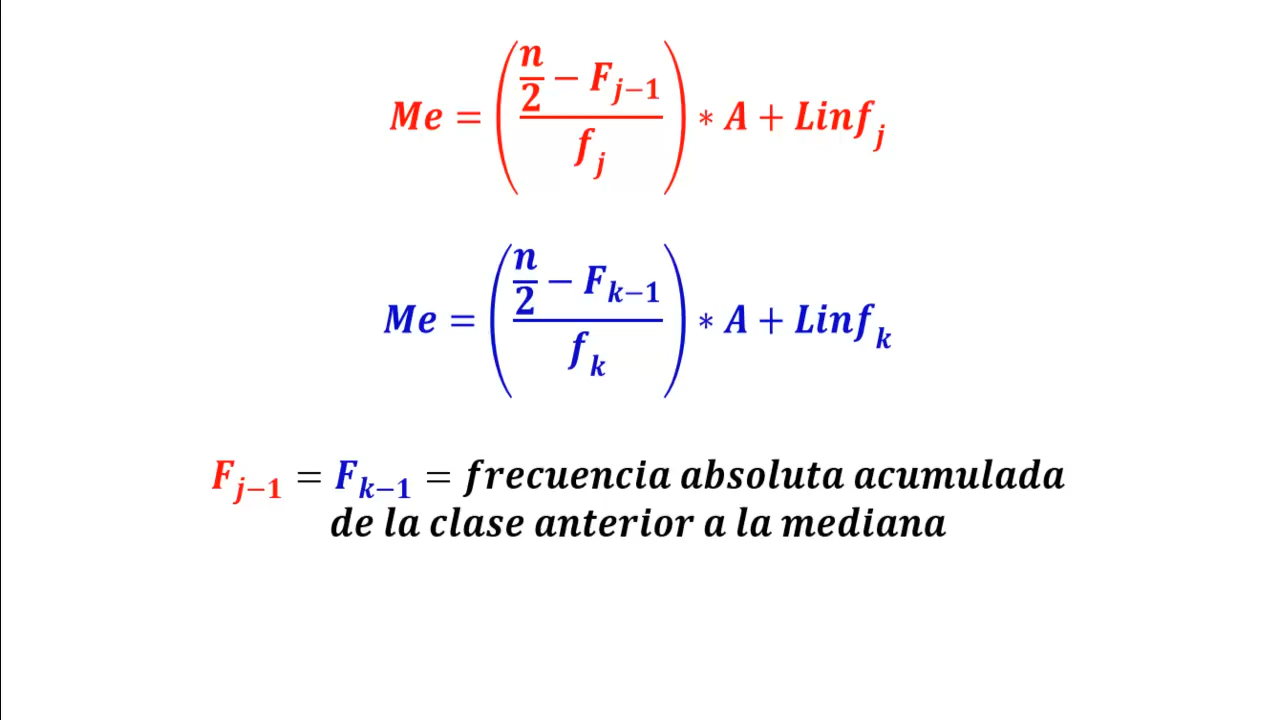 Me = ((n/2 − F_{j−1}) / f_j) * A + Linf_j
Me = ((n/2 − F_{k−1}) / f_k) * A + Linf_k
F_{j−1} = F_{k−1} = frecuencia absoluta acumulada
de la clase anterior a la mediana